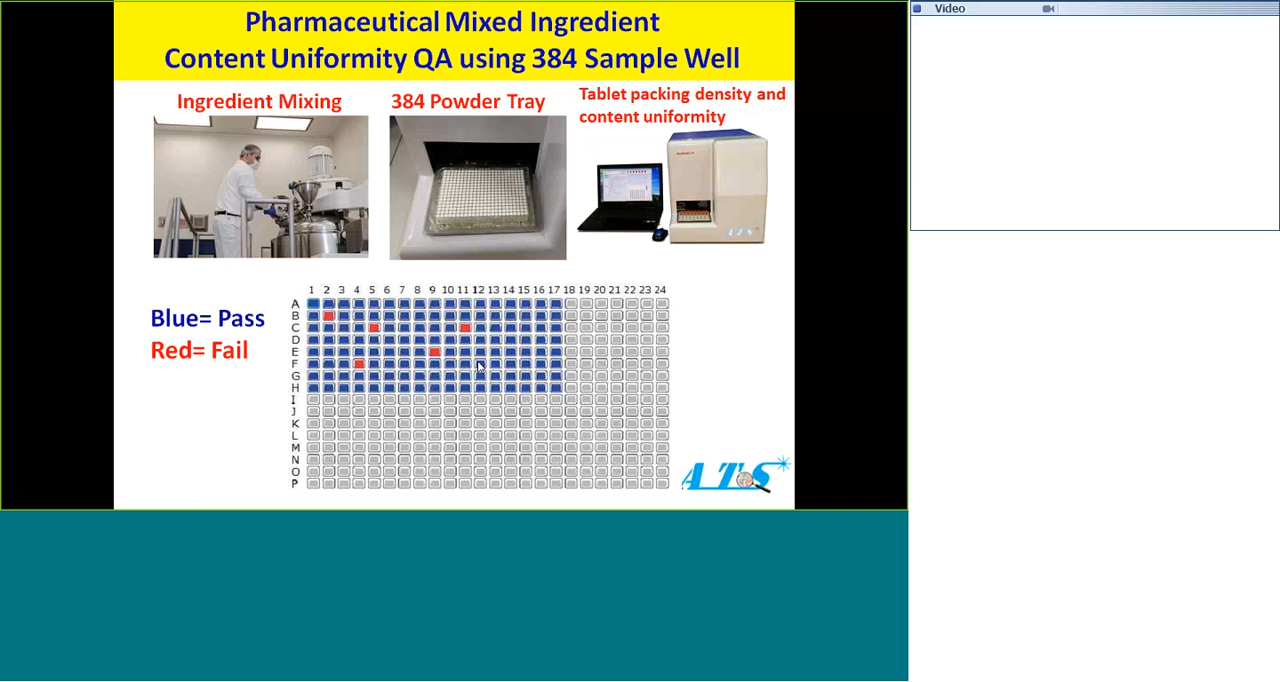 Video
Pharmaceutical Mixed Ingredient
Content Uniformity QA using 384 Sample Well
Ingredient Mixing
384 Powder Tray
Tablet packing density and
content uniformity
Blue= Pass
Red= Fail
1 2 3 4 5 6 7 8 9 10 11 12 13 14 15 16 17 18 19 20 21 22 23 24
A
B
C
D
E
F
G
H
I
J
K
L
M
N
O
P
ATS